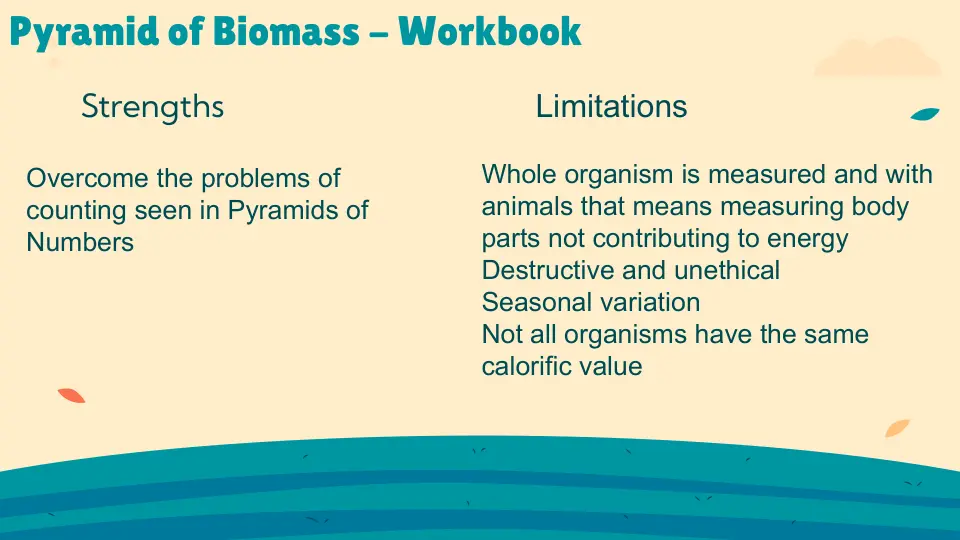 Pyramid of Biomass – Workbook
Strengths
Overcome the problems of
counting seen in Pyramids of
Numbers
Limitations
Whole organism is measured and with
animals that means measuring body
parts not contributing to energy
Destructive and unethical
Seasonal variation
Not all organisms have the same
calorific value